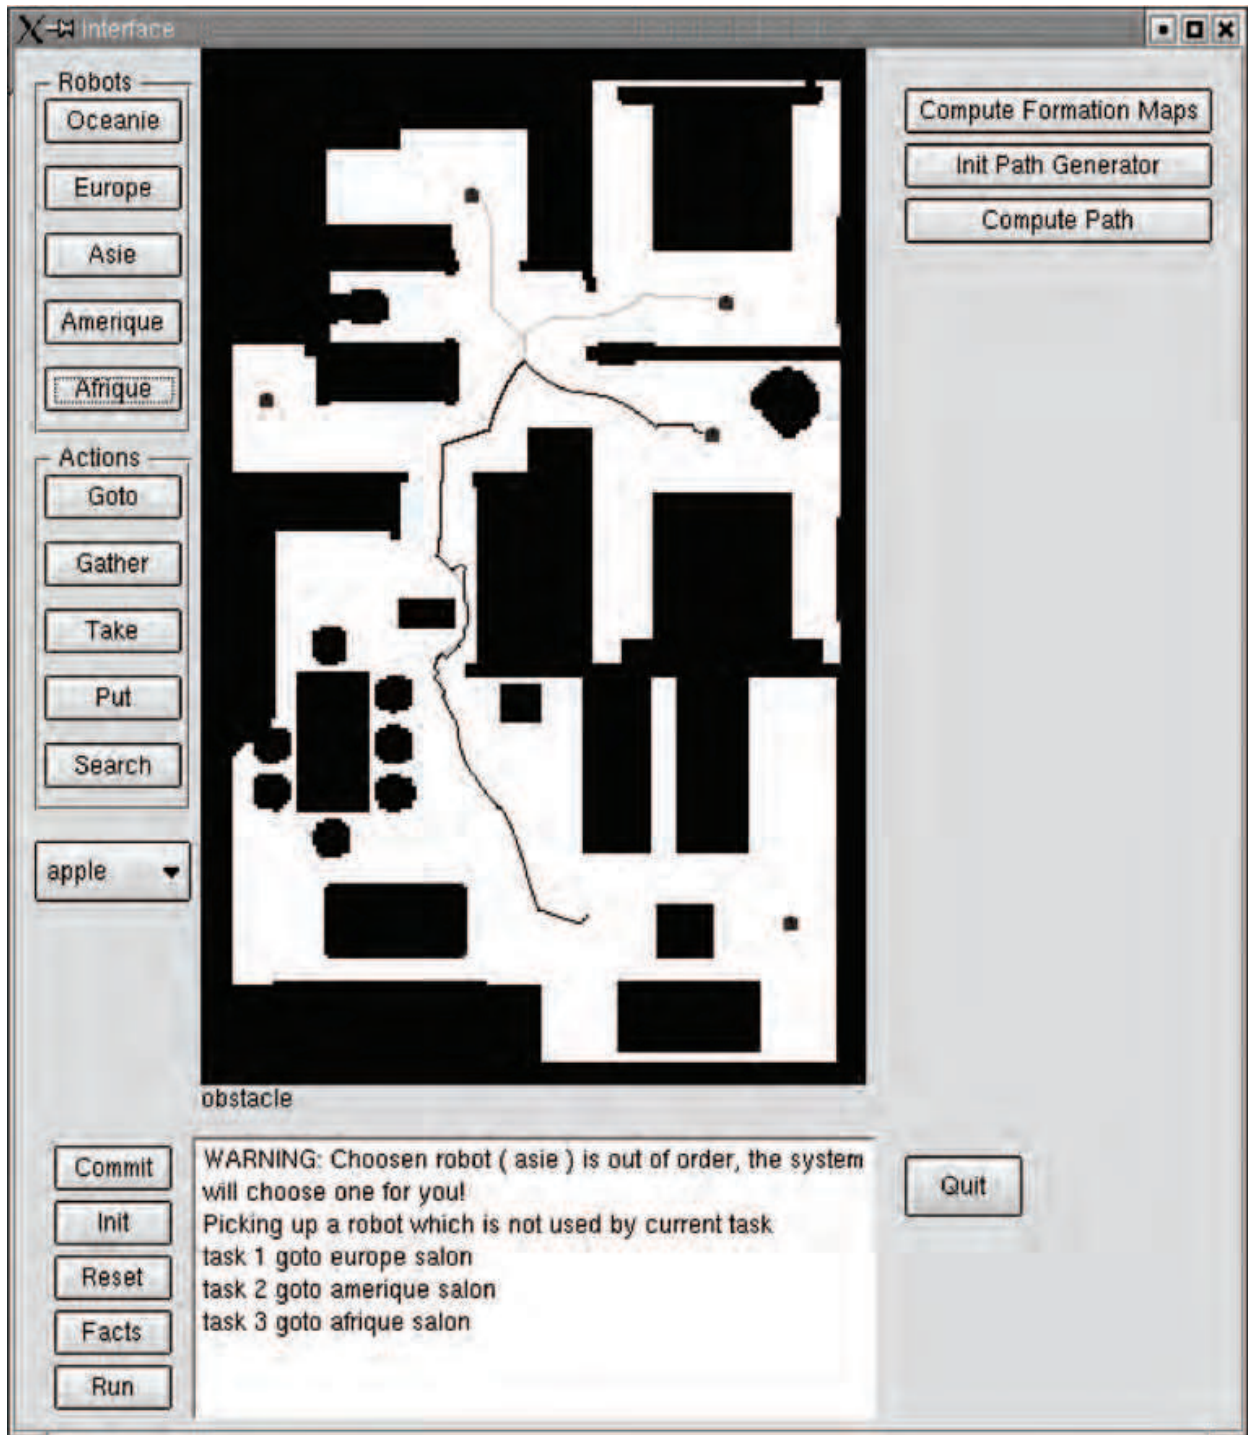 Interface
Robots
Oceanie
Europe
Asie
Amerique
Afrique
Actions
Goto
Gather
Take
Put
Search
apple
Compute Formation Maps
Init Path Generator
Compute Path
obstacle
Commit
Init
Reset
Facts
Run
WARNING: Choosen robot ( asie ) is out of order, the system
will choose one for you!
Picking up a robot which is not used by current task
task 1 goto europe salon
task 2 goto amerique salon
task 3 goto afrique salon
Quit